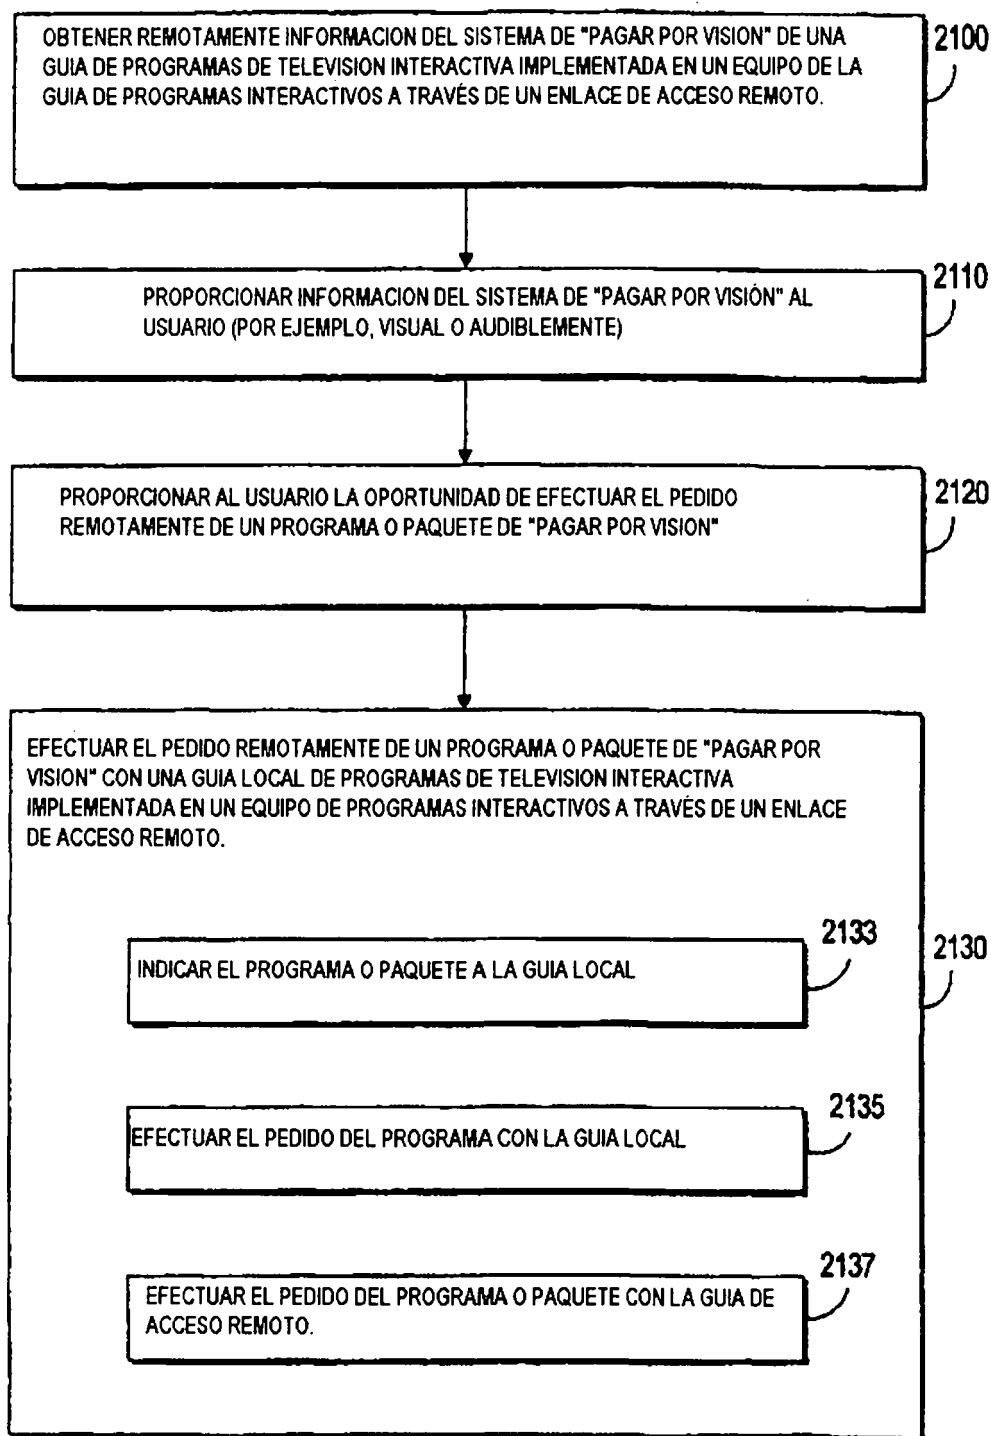 OBTENER REMOTAMENTE INFORMACION DEL SISTEMA DE "PAGAR POR VISION" DE UNA
GUIA DE PROGRAMAS DE TELEVISION INTERACTIVA IMPLEMENTADA EN UN EQUIPO DE LA
GUIA DE PROGRAMAS INTERACTIVOS A TRAVÉS DE UN ENLACE DE ACCESO REMOTO.
2100
PROPORCIONAR INFORMACION DEL SISTEMA DE "PAGAR POR VISIÓN" AL
USUARIO (POR EJEMPLO, VISUAL O AUDIBLEMENTE)
2110
PROPORCIONAR AL USUARIO LA OPORTUNIDAD DE EFECTUAR EL PEDIDO
REMOTAMENTE DE UN PROGRAMA O PAQUETE DE "PAGAR POR VISION"
2120
EFECTUAR EL PEDIDO REMOTAMENTE DE UN PROGRAMA O PAQUETE DE "PAGAR POR
VISION" CON UNA GUIA LOCAL DE PROGRAMAS DE TELEVISION INTERACTIVA
IMPLEMENTADA EN UN EQUIPO DE PROGRAMAS INTERACTIVOS A TRAVÉS DE UN ENLACE
DE ACCESO REMOTO.
2130
INDICAR EL PROGRAMA O PAQUETE A LA GUIA LOCAL
2133
EFECTUAR EL PEDIDO DEL PROGRAMA CON LA GUIA LOCAL
2135
EFECTUAR EL PEDIDO DEL PROGRAMA O PAQUETE CON LA GUIA DE
ACCESO REMOTO.
2137